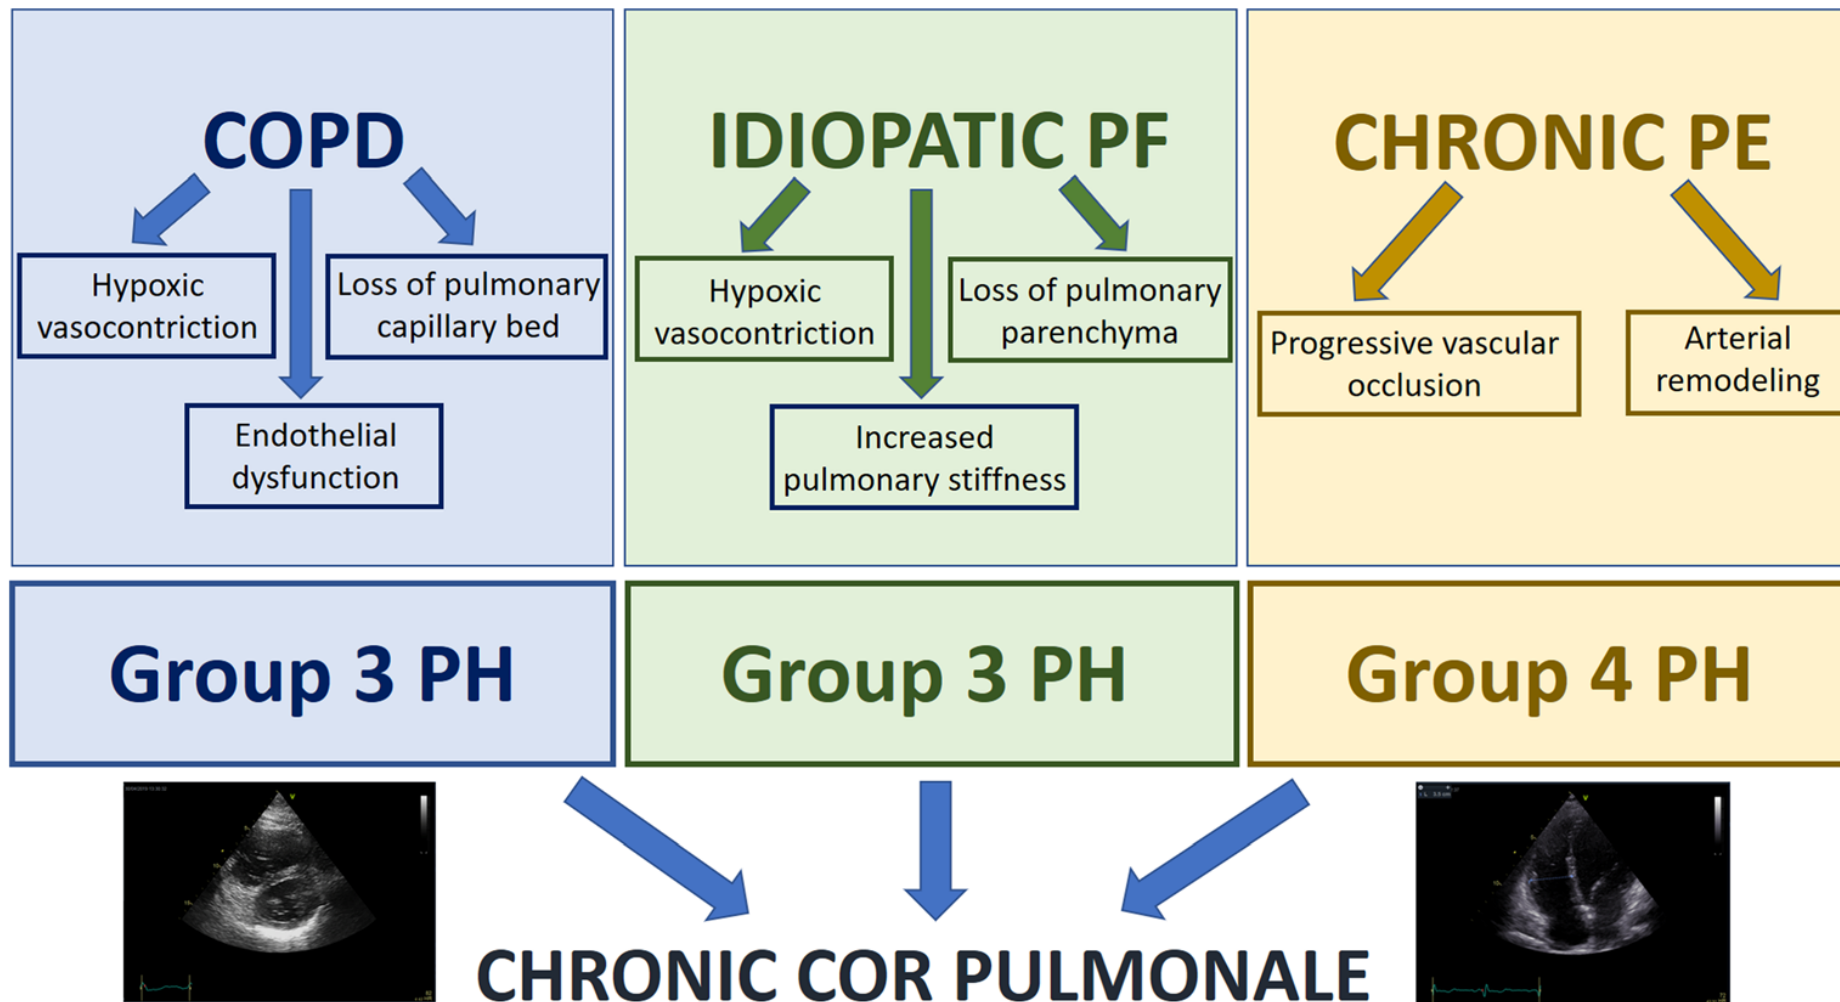 COPD
Hypoxic
vasocontriction
Loss of pulmonary
capillary bed
Endothelial
dysfunction
IDIOPATIC PF
Hypoxic
vasocontriction
Loss of pulmonary
parenchyma
Increased
pulmonary stiffness
CHRONIC PE
Progressive vascular
occlusion
Arterial
remodeling
Group 3 PH
Group 3 PH
Group 4 PH
CHRONIC COR PULMONALE